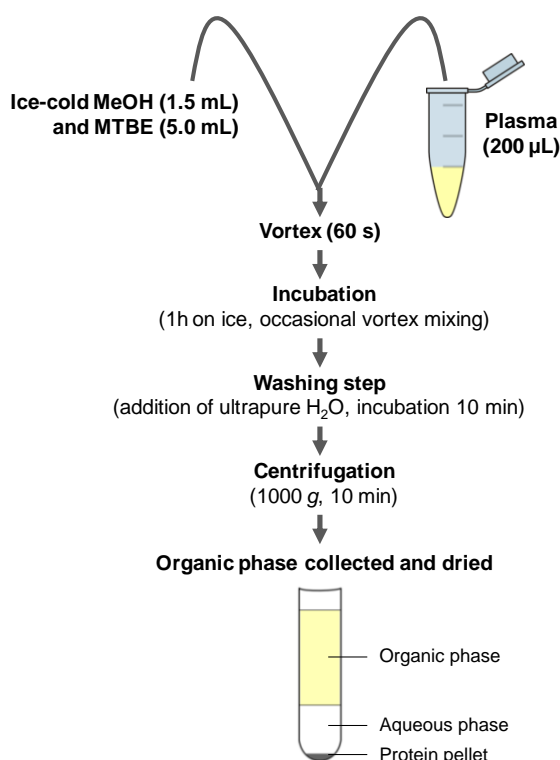 Ice-cold MeOH (1.5 mL)
and MTBE (5.0 mL)
Plasma
(200 µL)
Vortex (60 s)
Incubation
(1h on ice, occasional vortex mixing)
Washing step
(addition of ultrapure H₂O, incubation 10 min)
Centrifugation
(1000 g, 10 min)
Organic phase collected and dried
Organic phase
Aqueous phase
Protein pellet